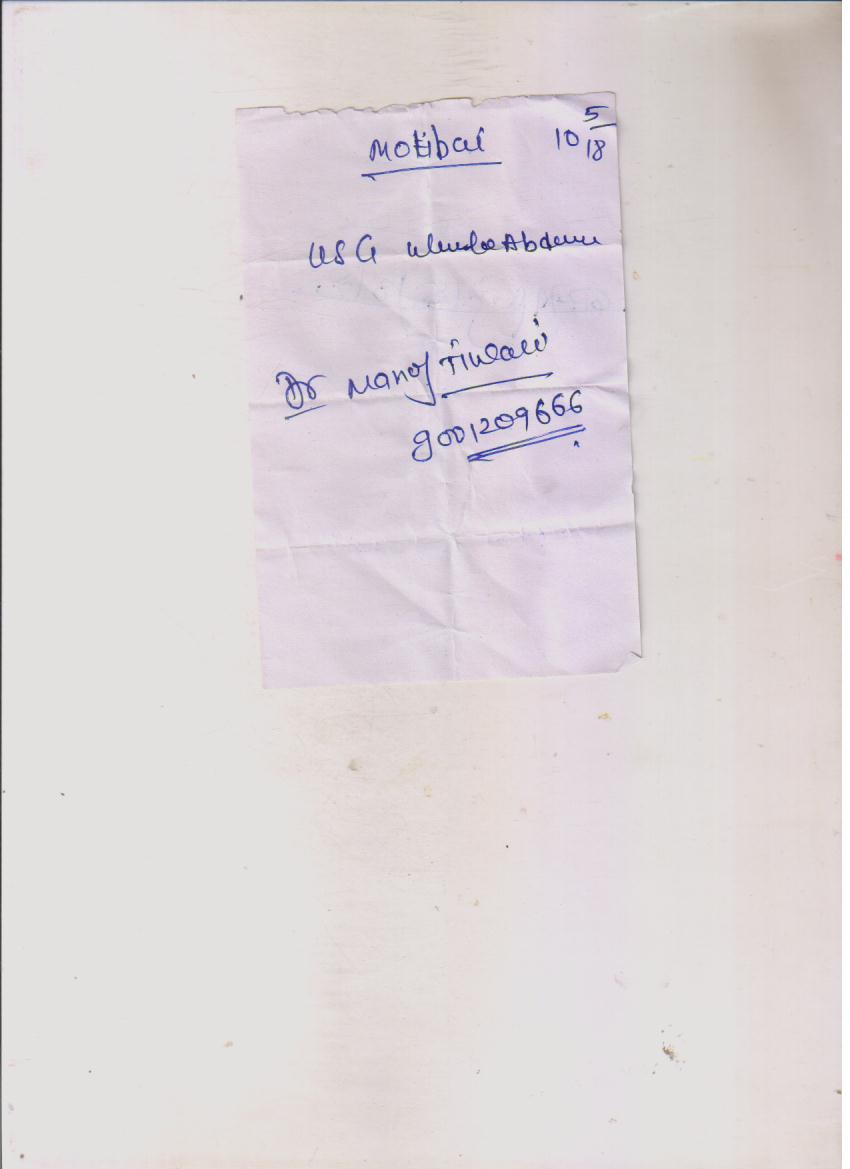 Motibai 10 5/18
USG whole Abdomen
Dr Manoj Tiwari
9001209666